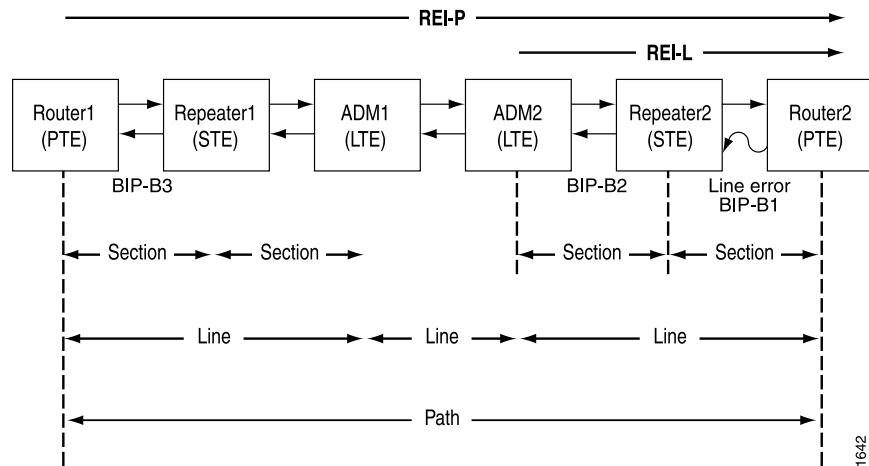 REI-P
REI-L
Router1
(PTE)
Repeater1
(STE)
ADM1
(LTE)
ADM2
(LTE)
Repeater2
(STE)
Router2
(PTE)
BIP-B3
BIP-B2
Line error
BIP-B1
Section
Section
Section
Section
Line
Line
Line
Path
1642